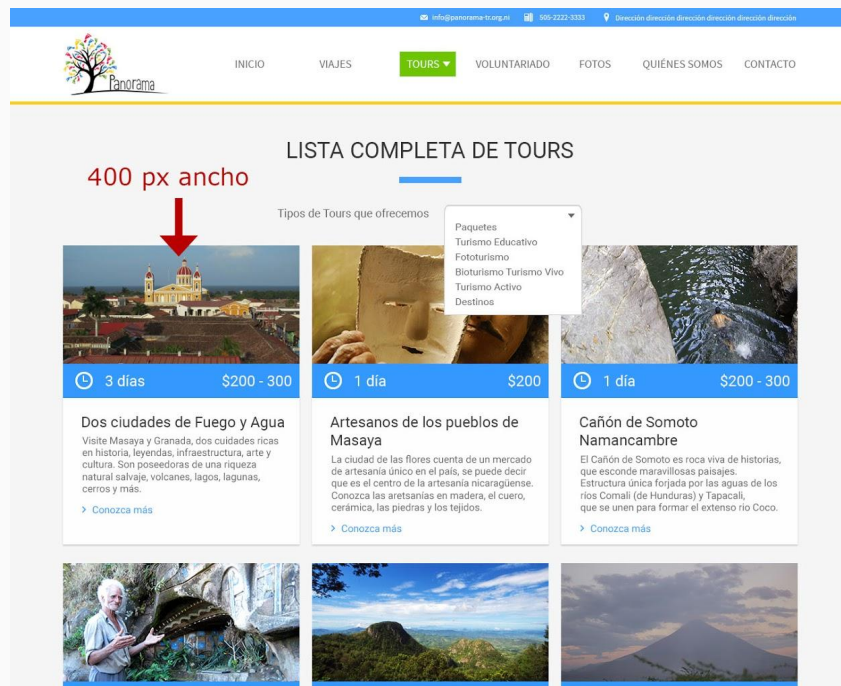 info@panorama-tr.org.ni 505-2222-3333 Dirección dirección dirección dirección dirección dirección
Panorama
INICIO VIAJES TOURS VOLUNTARIADO FOTOS QUIÉNES SOMOS CONTACTO
LISTA COMPLETA DE TOURS
400 px ancho
Tipos de Tours que ofrecemos
Paquetes
Turismo Educativo
Fototurismo
Bioturismo Turismo Vivo
Turismo Activo
Destinos
3 días $200 - 300
Dos ciudades de Fuego y Agua
Visite Masaya y Granada, dos cuidades ricas
en historia, leyendas, infraestructura, arte y
cultura. Son poseedoras de una riqueza
natural salvaje, volcanes, lagos, lagunas,
cerros y más.
> Conozca más
1 día $200
Artesanos de los pueblos de
Masaya
La ciudad de las flores cuenta de un mercado
de artesanía único en el país, se puede decir
que es el centro de la artesanía nicaragüense.
Conozca las aretsanías en madera, el cuero,
cerámica, las piedras y los tejidos.
> Conozca más
1 día $200 - 300
Cañón de Somoto
Namancambre
El Cañón de Somoto es roca viva de historias,
que esconde maravillosas paisajes.
Estructura única forjada por las aguas de los
ríos Comali (de Hunduras) y Tapacali,
que se unen para formar el extenso rio Coco.
> Conozca más